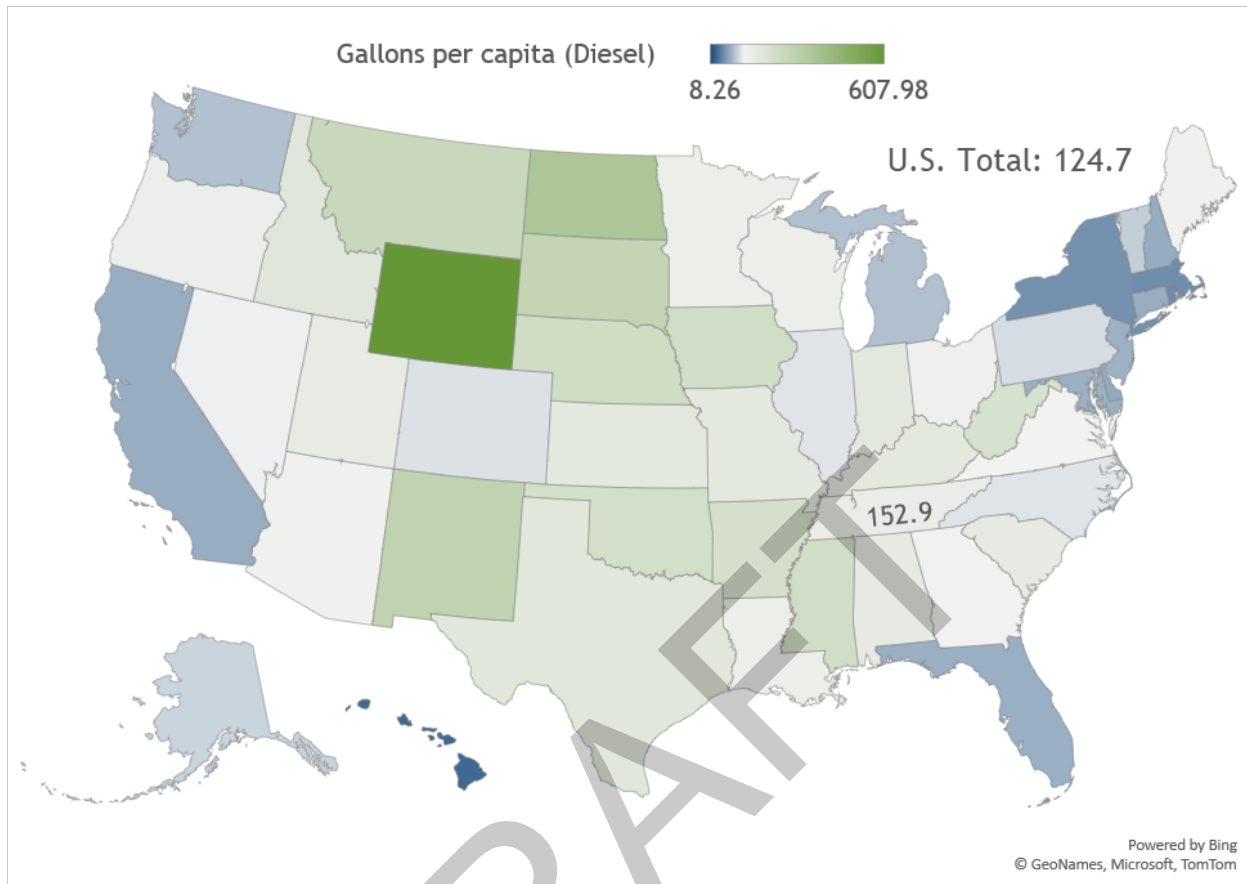 Gallons per capita (Diesel)
8.26 607.98
U.S. Total: 124.7
152.9
DRAFT
Powered by Bing
© GeoNames, Microsoft, TomTom